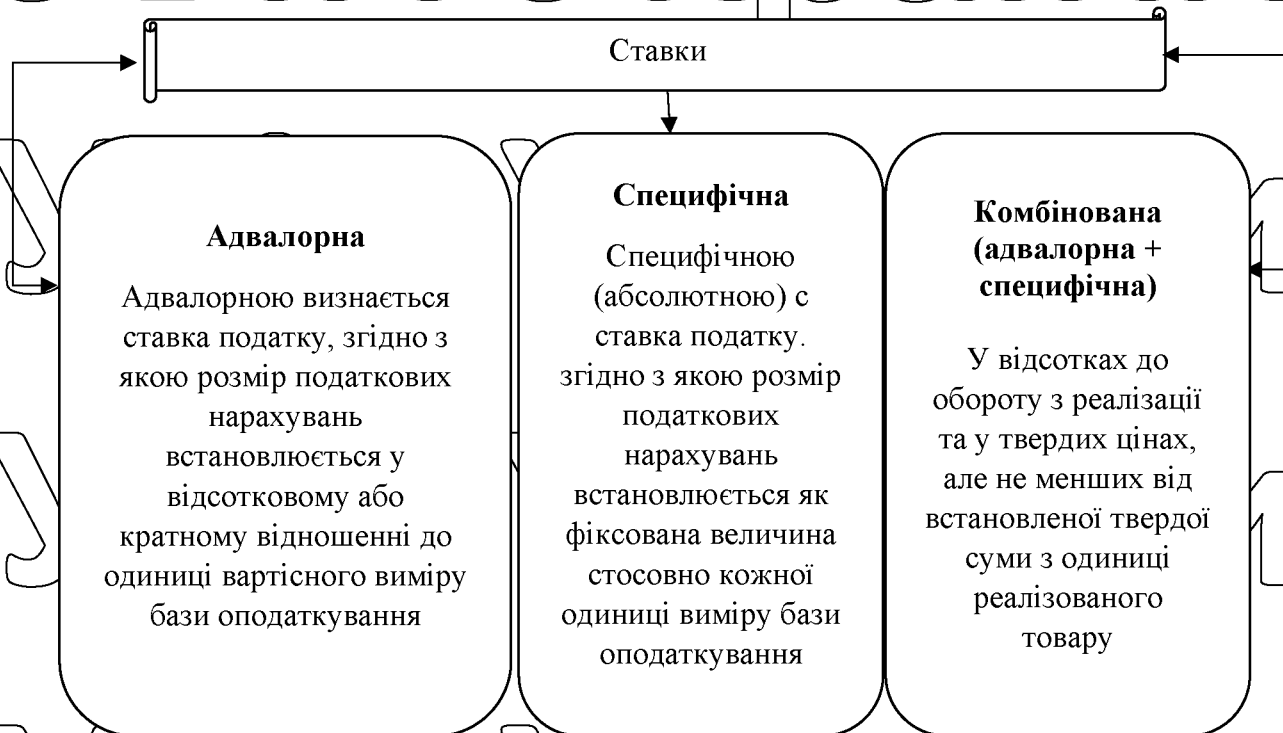 Ставки
Адвалорна
Адвалорною визнається
ставка податку, згідно з
якою розмір податкових
нарахувань
встановлюється у
відсотковому або
кратному відношенні до
одиниці вартісного виміру
бази оподаткування
Специфічна
Специфічною
(абсолютною) с
ставка податку.
згідно з якою розмір
податкових
нарахувань
встановлюється як
фіксована величина
стосовно кожної
одиниці виміру бази
оподаткування
Комбінована
(адвалорна +
специфічна)
У відсотках до
обороту з реалізації
та у твердих цінах,
але не менших від
встановленої твердої
суми з одиниці
реалізованого
товару